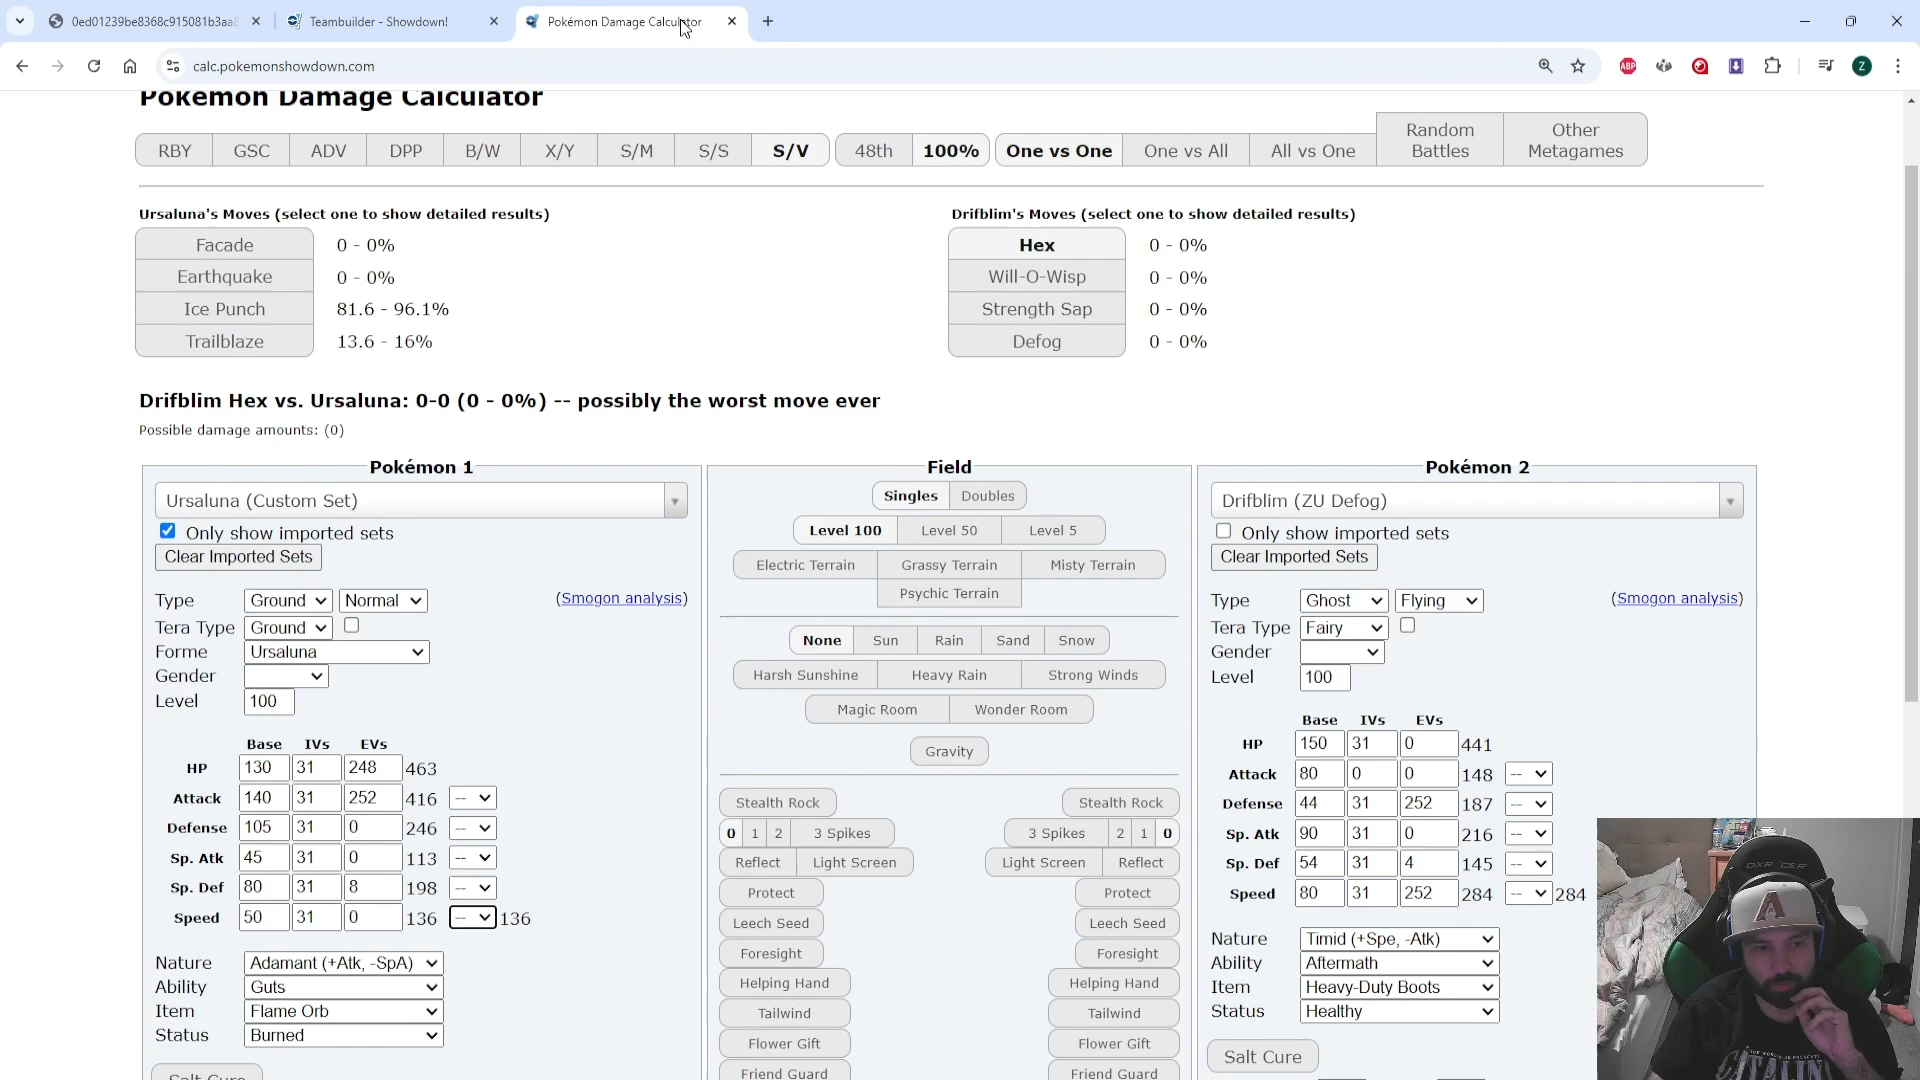 0ed01239be8368c915081b3aa8
Teambuilder - Showdown!
Pokémon Damage Calculator
calc.pokemonshowdown.com
ABP
Z
Pokémon Damage Calculator
RBY GSC ADV DPP B/W X/Y S/M S/S S/V 48th 100% One vs One One vs All All vs One Random Battles Other Metagames
Ursaluna's Moves (select one to show detailed results)
Facade 0 - 0%
Earthquake 0 - 0%
Ice Punch 81.6 - 96.1%
Trailblaze 13.6 - 16%
Drifblim's Moves (select one to show detailed results)
Hex 0 - 0%
Will-O-Wisp 0 - 0%
Strength Sap 0 - 0%
Defog 0 - 0%
Drifblim Hex vs. Ursaluna: 0-0 (0 - 0%) -- possibly the worst move ever
Possible damage amounts: (0)
Pokémon 1
Ursaluna (Custom Set)
Only show imported sets
Clear Imported Sets
Type Ground Normal (Smogon analysis)
Tera Type Ground
Forme Ursaluna
Gender
Level 100
Base IVs EVs
HP 130 31 248 463
Attack 140 31 252 416 --
Defense 105 31 0 246 --
Sp. Atk 45 31 0 113 --
Sp. Def 80 31 8 198 --
Speed 50 31 0 136 -- 136
Nature Adamant (+Atk, -SpA)
Ability Guts
Item Flame Orb
Status Burned
Salt Cure
Field
Singles Doubles
Level 100 Level 50 Level 5
Electric Terrain Grassy Terrain Misty Terrain
Psychic Terrain
None Sun Rain Sand Snow
Harsh Sunshine Heavy Rain Strong Winds
Magic Room Wonder Room
Gravity
Stealth Rock Stealth Rock
0 1 2 3 Spikes 3 Spikes 2 1 0
Reflect Light Screen Light Screen Reflect
Protect Protect
Leech Seed Leech Seed
Foresight Foresight
Helping Hand Helping Hand
Tailwind Tailwind
Flower Gift Flower Gift
Friend Guard Friend Guard
Pokémon 2
Drifblim (ZU Defog)
Only show imported sets
Clear Imported Sets
Type Ghost Flying (Smogon analysis)
Tera Type Fairy
Gender
Level 100
Base IVs EVs
HP 150 31 0 441
Attack 80 0 0 148 --
Defense 44 31 252 187 --
Sp. Atk 90 31 0 216 --
Sp. Def 54 31 4 145 --
Speed 80 31 252 284 -- 284
Nature Timid (+Spe, -Atk)
Ability Aftermath
Item Heavy-Duty Boots
Status Healthy
Salt Cure
DXRACER
A